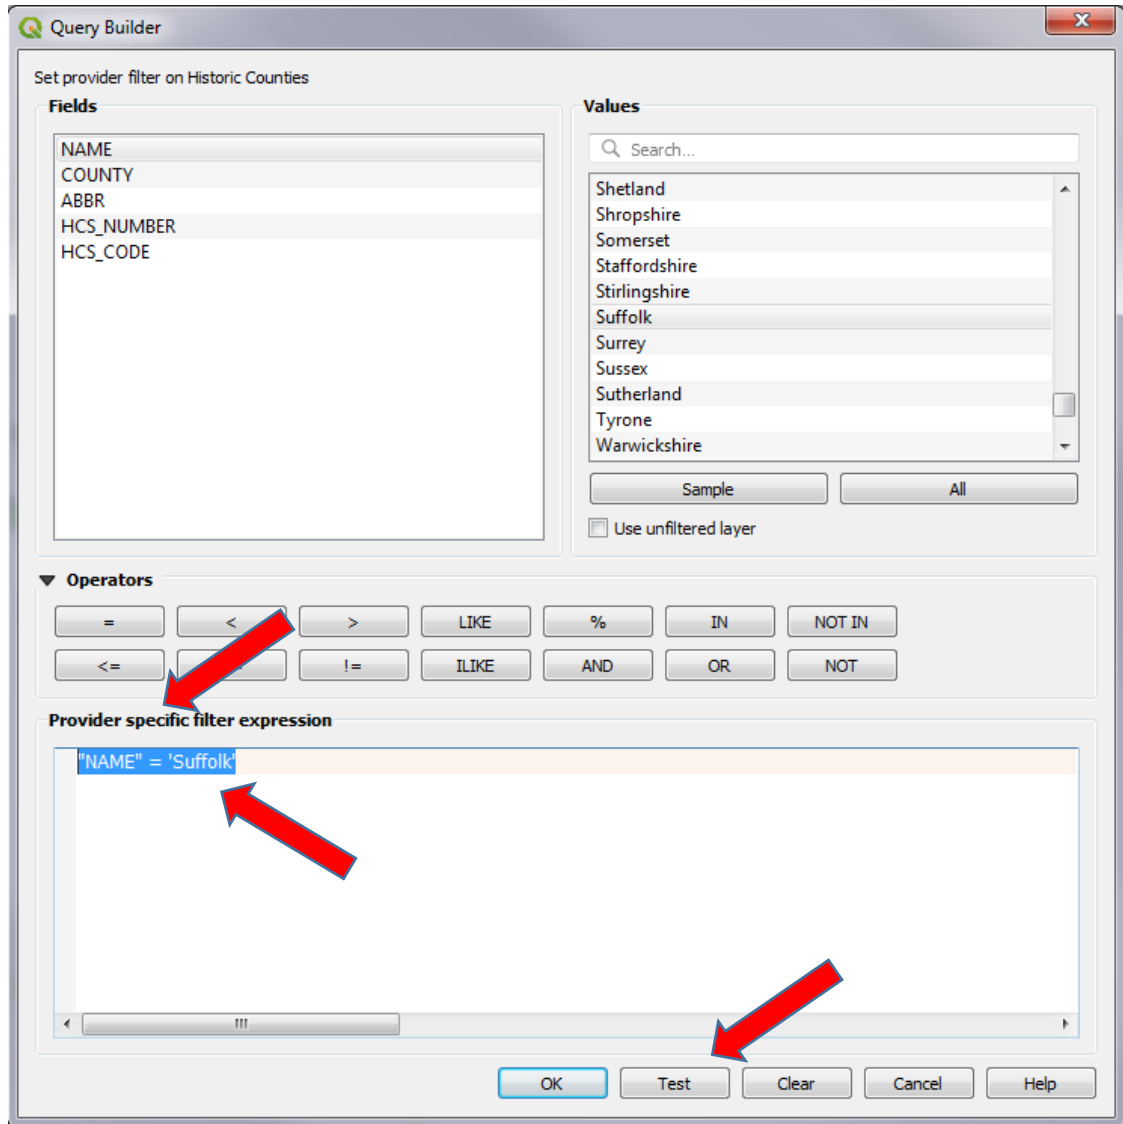 Query Builder
x
Set provider filter on Historic Counties
Fields
Values
NAME
COUNTY
ABBR
HCS_NUMBER
HCS_CODE
Search...
Shetland
Shropshire
Somerset
Staffordshire
Stirlingshire
Suffolk
Surrey
Sussex
Sutherland
Tyrone
Warwickshire
Sample
All
Use unfiltered layer
Operators
= < > LIKE % IN NOT IN
<= != ILIKE AND OR NOT
Provider specific filter expression
"NAME" = 'Suffolk'
OK Test Clear Cancel Help